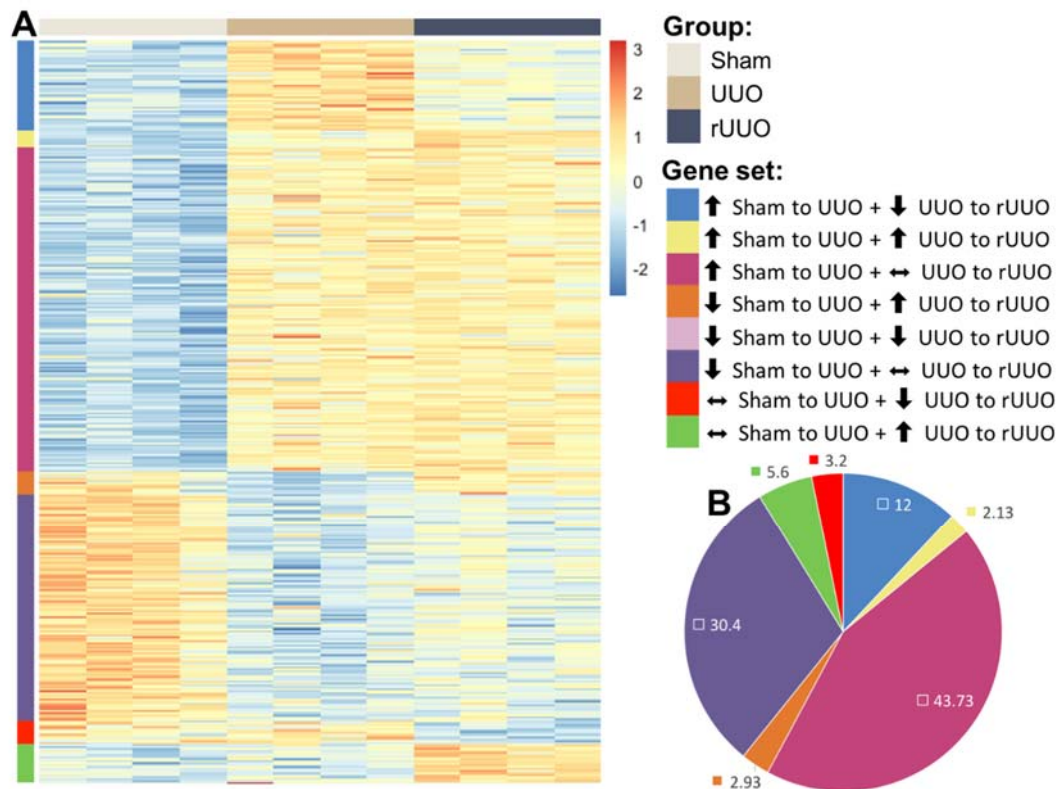 A
3
2
1
0
-1
-2
Group:
Sham
UUO
rUUO
Gene set:
⬆ Sham to UUO + ⬇ UUO to rUUO
⬆ Sham to UUO + ⬆ UUO to rUUO
⬆ Sham to UUO + ↔ UUO to rUUO
⬇ Sham to UUO + ⬆ UUO to rUUO
⬇ Sham to UUO + ⬇ UUO to rUUO
⬇ Sham to UUO + ↔ UUO to rUUO
↔ Sham to UUO + ⬇ UUO to rUUO
↔ Sham to UUO + ⬆ UUO to rUUO
B
3.2
5.6
12
2.13
30.4
43.73
2.93